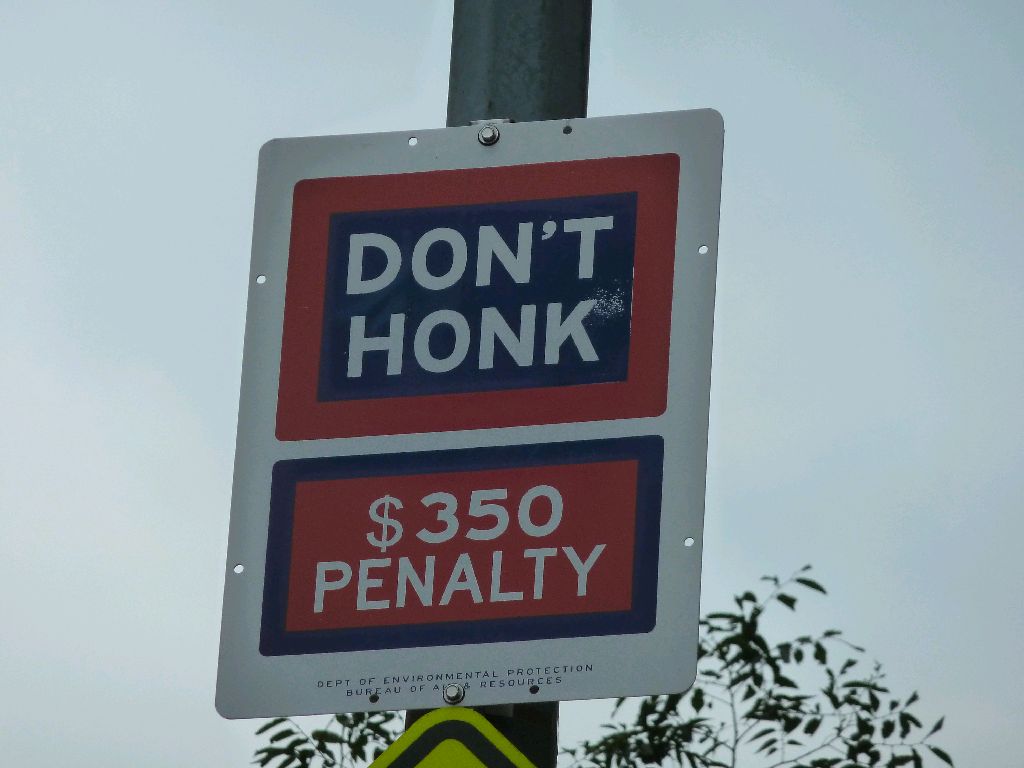 DON'T
HONK
$350
PENALTY
DEPT OF ENVIRONMENTAL PROTECTION
BUREAU OF RESOURCES